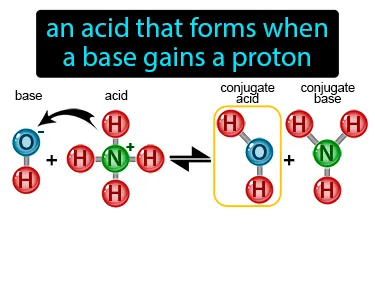 an acid that forms when
a base gains a proton
base
acid
conjugate
acid
conjugate
base
H
H
H
O-
+
H
N+
H
⇌
O
+
N
H
H
H
H
H